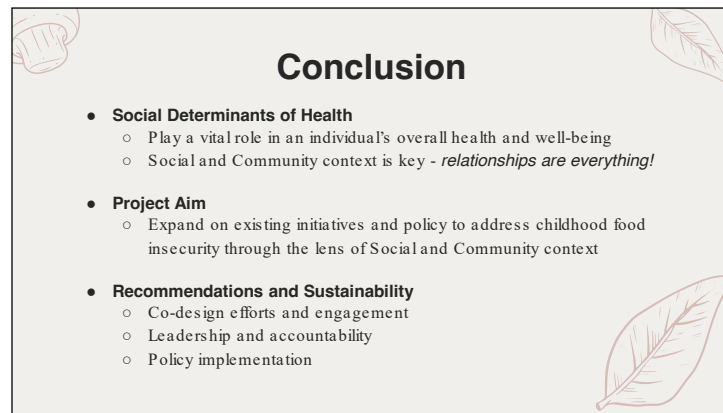 Conclusion
● Social Determinants of Health
○ Play a vital role in an individual's overall health and well-being
○ Social and Community context is key - relationships are everything!
● Project Aim
○ Expand on existing initiatives and policy to address childhood food
insecurity through the lens of Social and Community context
● Recommendations and Sustainability
○ Co-design efforts and engagement
○ Leadership and accountability
○ Policy implementation